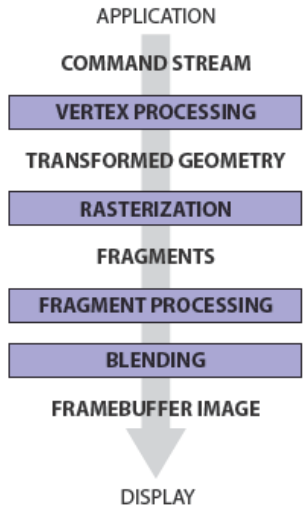 APPLICATION
COMMAND STREAM
VERTEX PROCESSING
TRANSFORMED GEOMETRY
RASTERIZATION
FRAGMENTS
FRAGMENT PROCESSING
BLENDING
FRAMEBUFFER IMAGE
DISPLAY